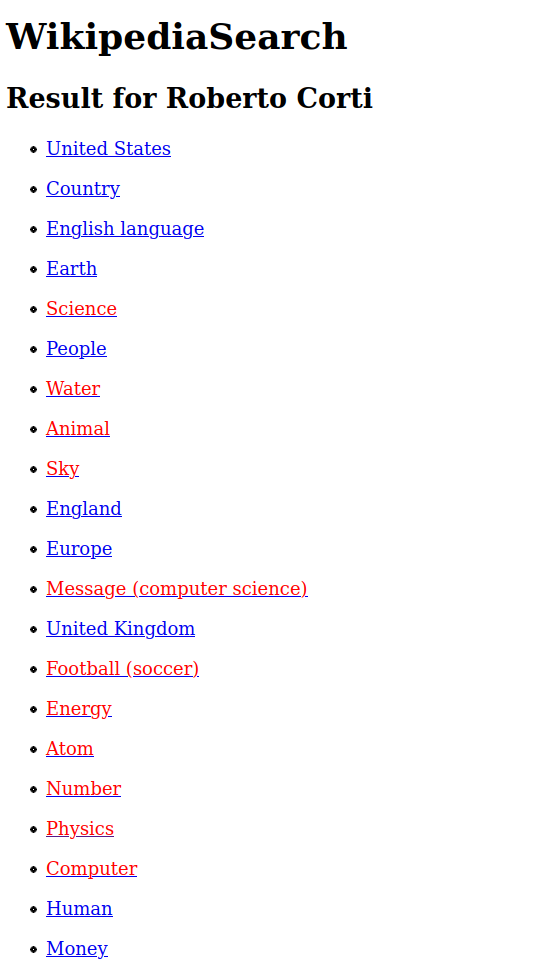 WikipediaSearch
Result for Roberto Corti
United States
Country
English language
Earth
Science
People
Water
Animal
Sky
England
Europe
Message (computer science)
United Kingdom
Football (soccer)
Energy
Atom
Number
Physics
Computer
Human
Money